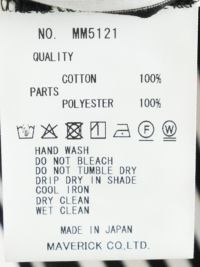 NO. MM5121
QUALITY
COTTON 100%
PARTS
POLYESTER 100%
F W
HAND WASH
DO NOT BLEACH
DO NOT TUMBLE DRY
DRIP DRY IN SHADE
COOL IRON
DRY CLEAN
WET CLEAN
MADE IN JAPAN
MAVERICK CO,LTD.